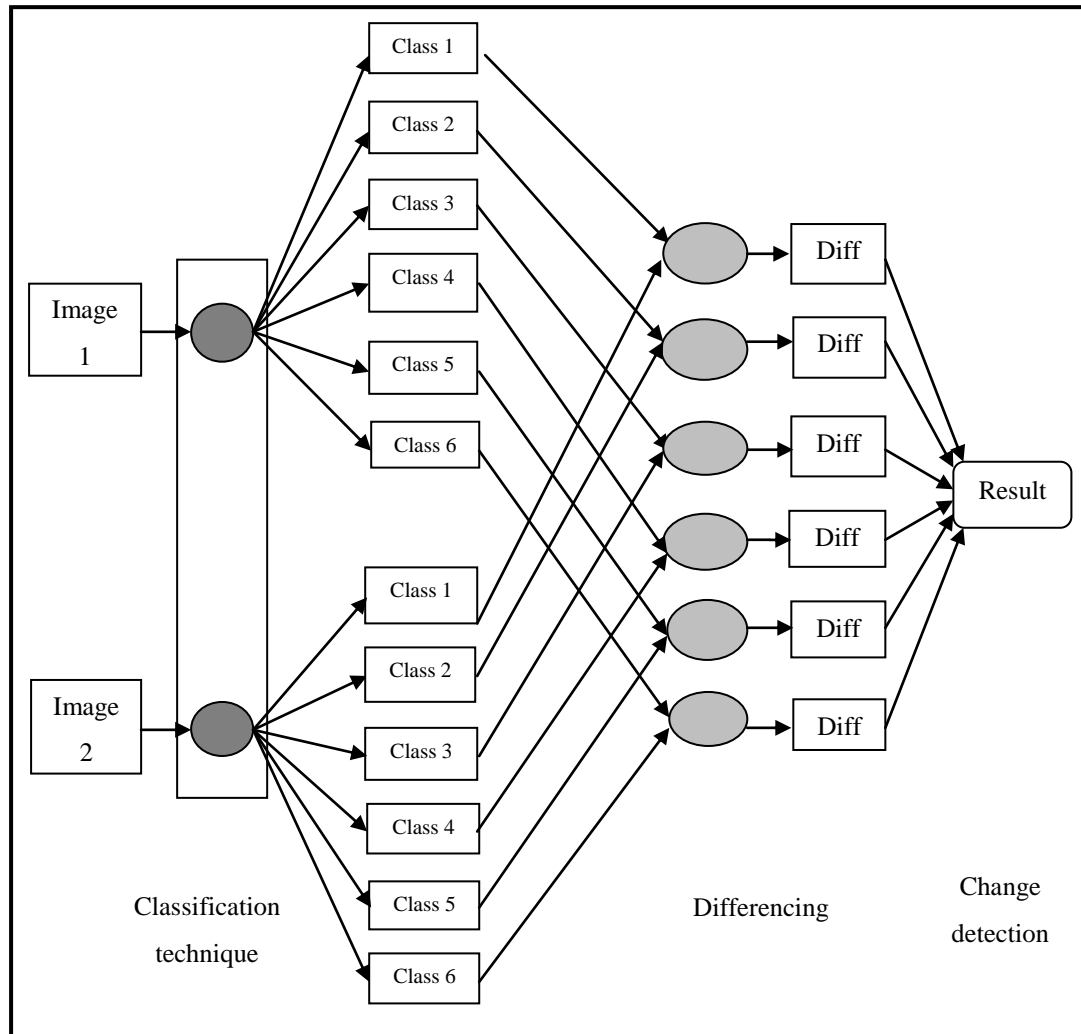 Class 1
Class 2
Class 3
Class 4
Class 5
Class 6
Image
1
Diff
Diff
Diff
Diff
Diff
Diff
Result
Class 1
Class 2
Class 3
Class 4
Class 5
Class 6
Image
2
Classification
technique
Differencing
Change
detection